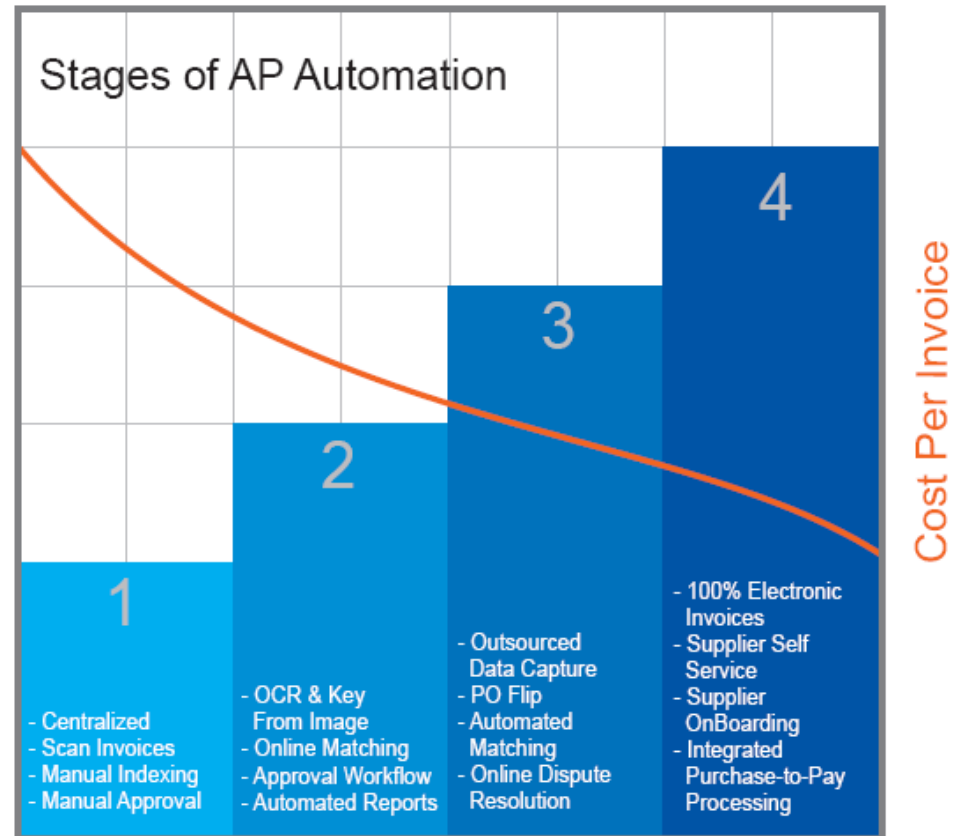 Stages of AP Automation
1
- Centralized
- Scan Invoices
- Manual Indexing
- Manual Approval
2
- OCR & Key
From Image
- Online Matching
- Approval Workflow
- Automated Reports
3
- Outsourced
Data Capture
- PO Flip
- Automated
Matching
- Online Dispute
Resolution
4
- 100% Electronic
Invoices
- Supplier Self
Service
- Supplier
OnBoarding
- Integrated
Purchase-to-Pay
Processing
Cost Per Invoice